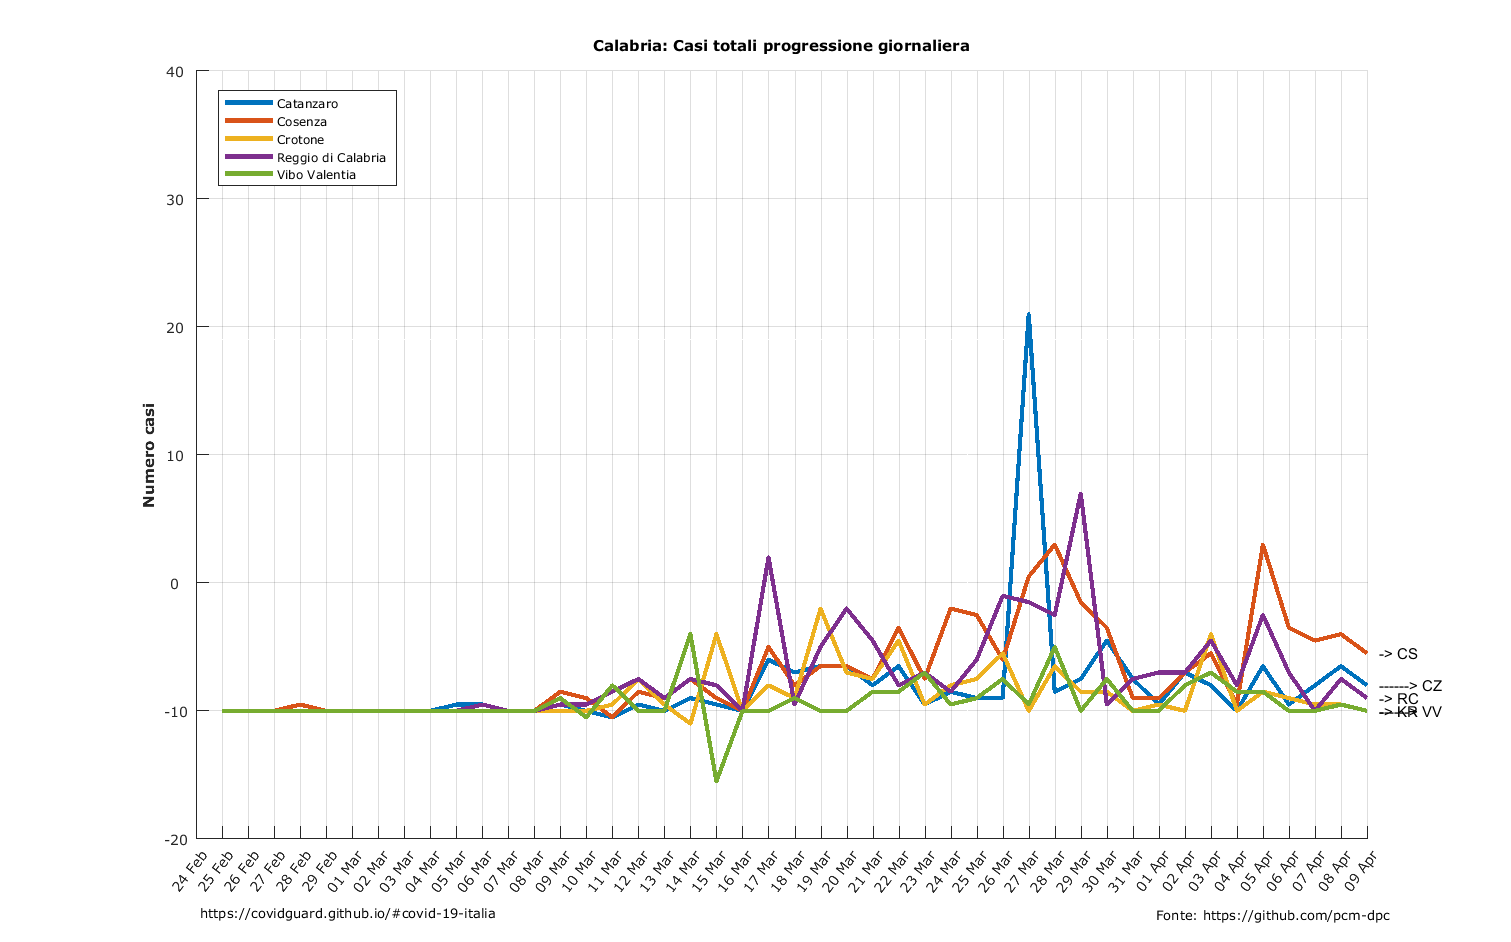 Calabria: Casi totali progressione giornaliera
40
30
20
10
0
-10
-20
Numero casi
Catanzaro
Cosenza
Crotone
Reggio di Calabria
Vibo Valentia
-> CS
------> CZ
-> RC
-> KR
------> VV
24 Feb
25 Feb
26 Feb
27 Feb
28 Feb
29 Feb
01 Mar
02 Mar
03 Mar
04 Mar
05 Mar
06 Mar
07 Mar
08 Mar
09 Mar
10 Mar
11 Mar
12 Mar
13 Mar
14 Mar
15 Mar
16 Mar
17 Mar
18 Mar
19 Mar
20 Mar
21 Mar
22 Mar
23 Mar
24 Mar
25 Mar
26 Mar
27 Mar
28 Mar
29 Mar
30 Mar
31 Mar
01 Apr
02 Apr
03 Apr
04 Apr
05 Apr
06 Apr
07 Apr
08 Apr
09 Apr
https://covidguard.github.io/#covid-19-italia
Fonte: https://github.com/pcm-dpc